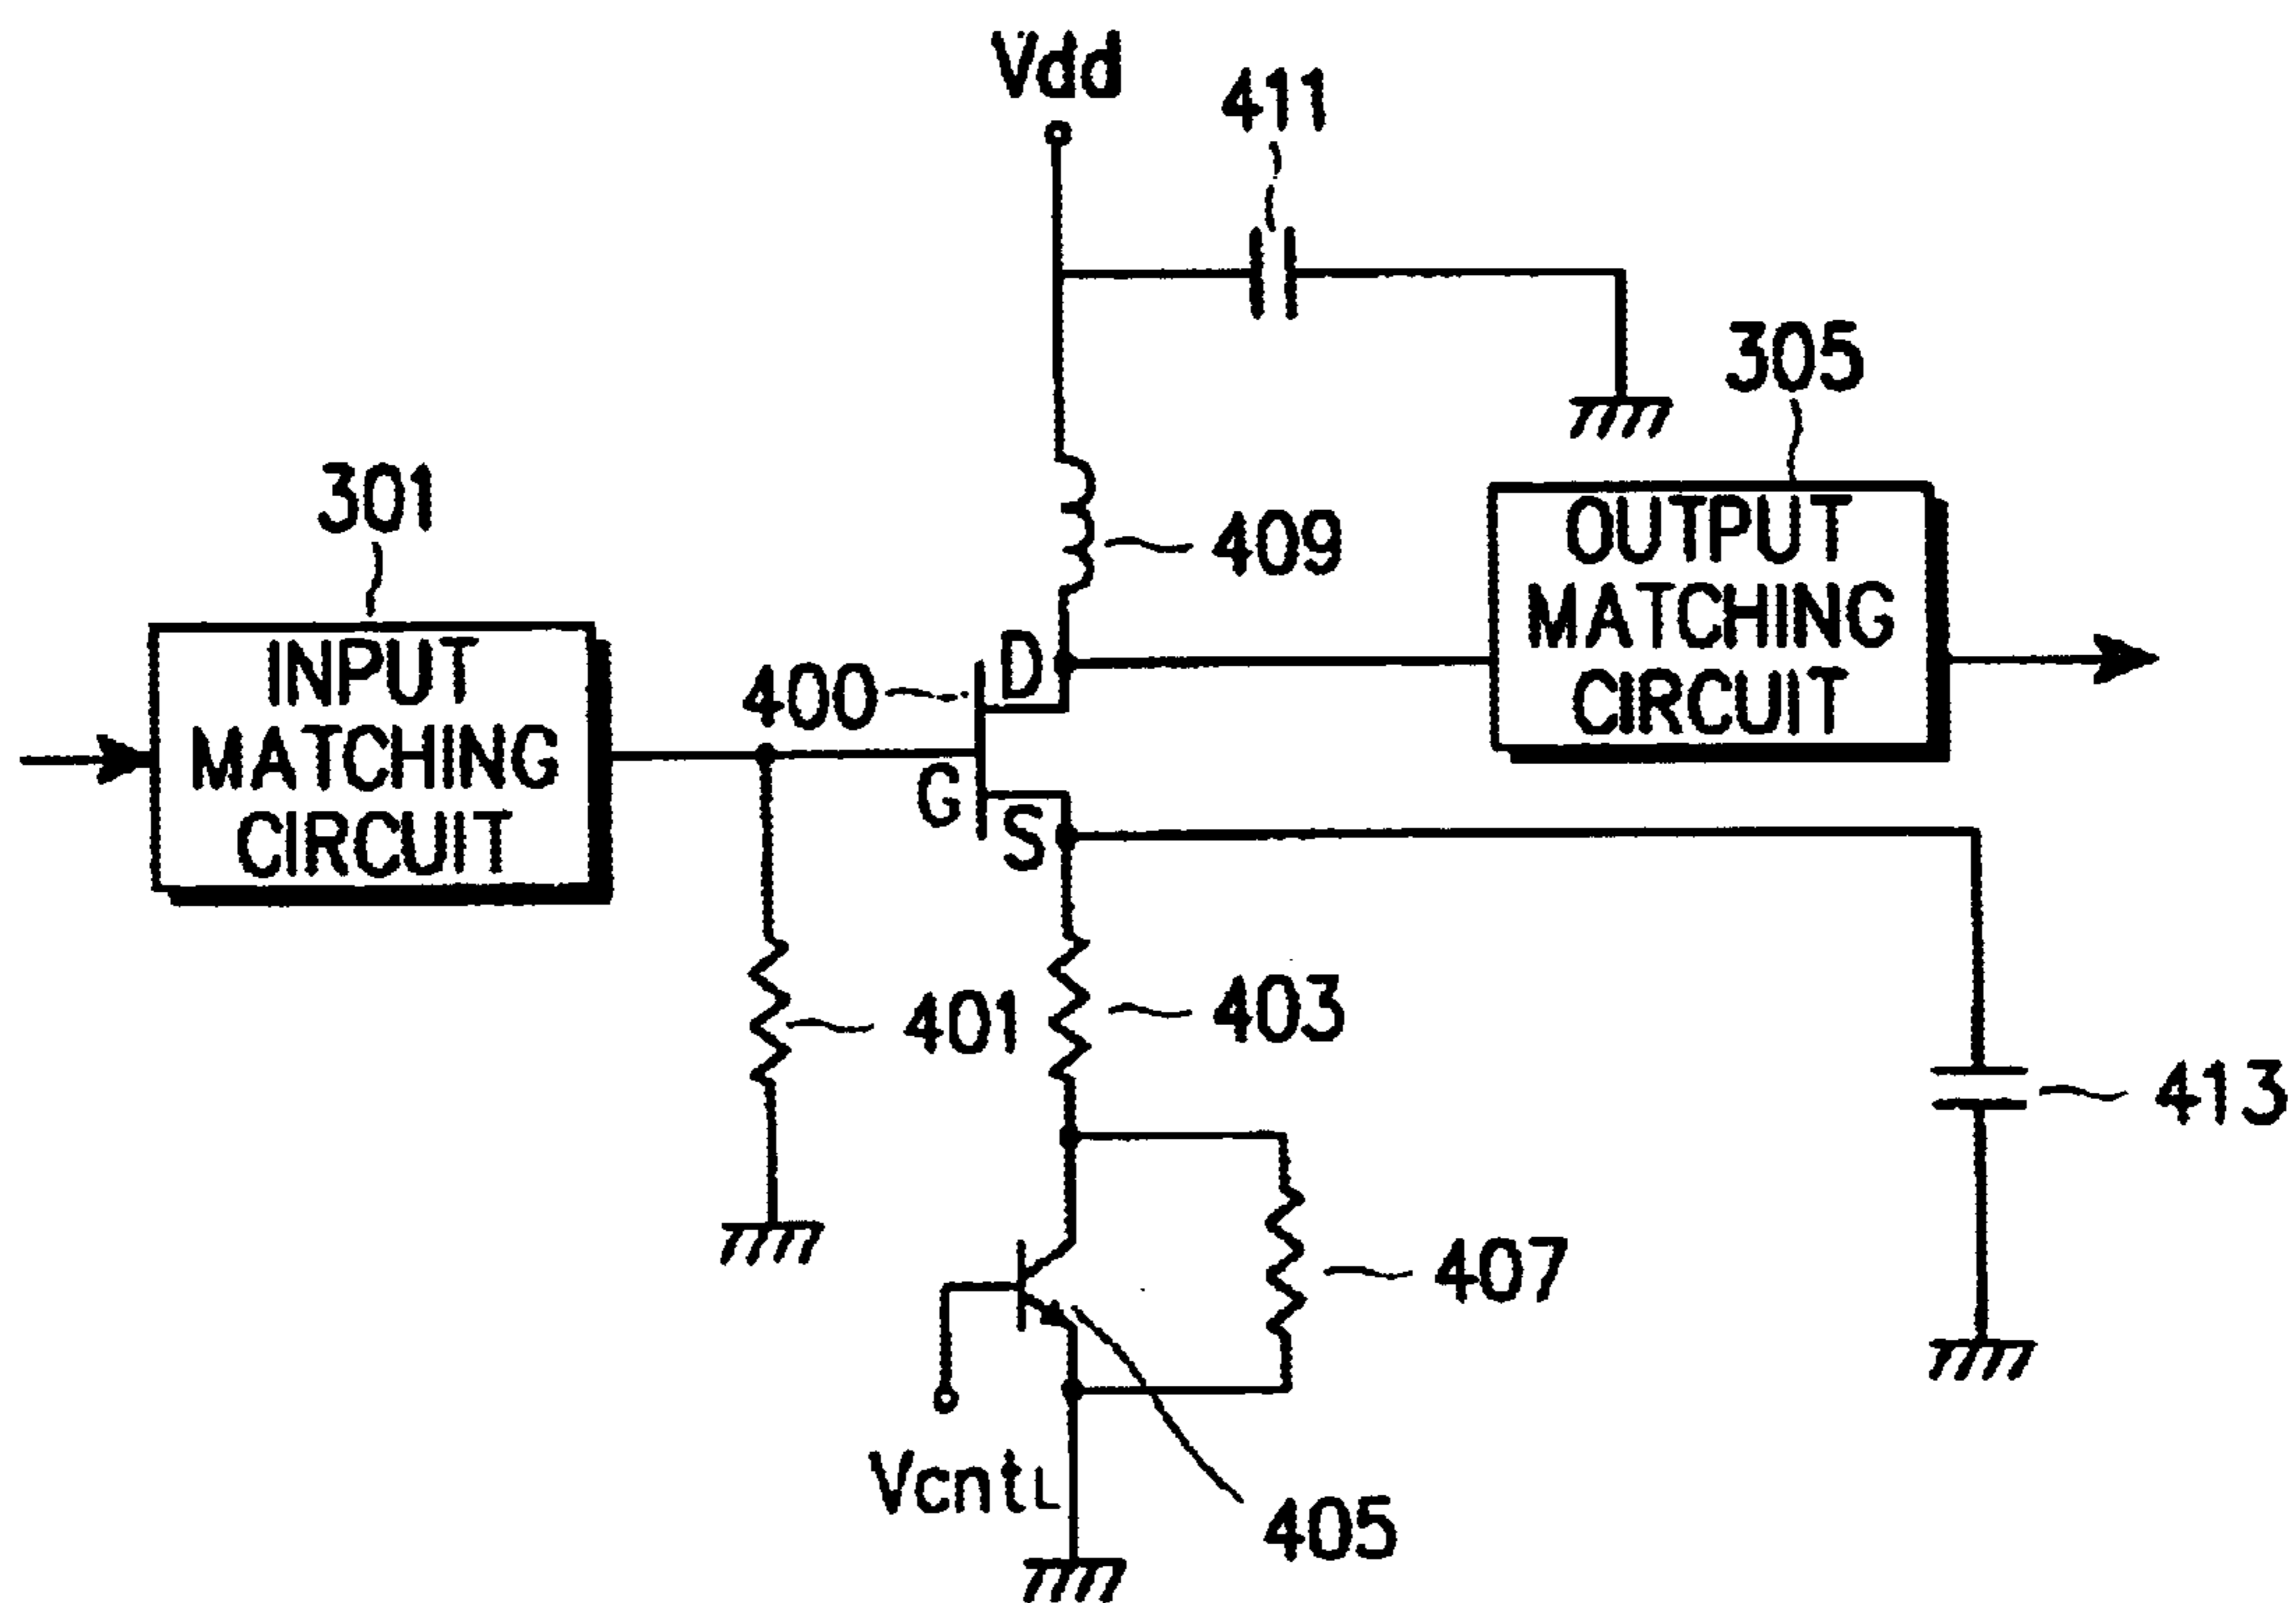 Vdd
411
305
301
409
OUTPUT
MATCHING
CIRCUIT
INPUT
MATCHING
CIRCUIT
400
D
G
S
401
403
413
407
VcntL
405